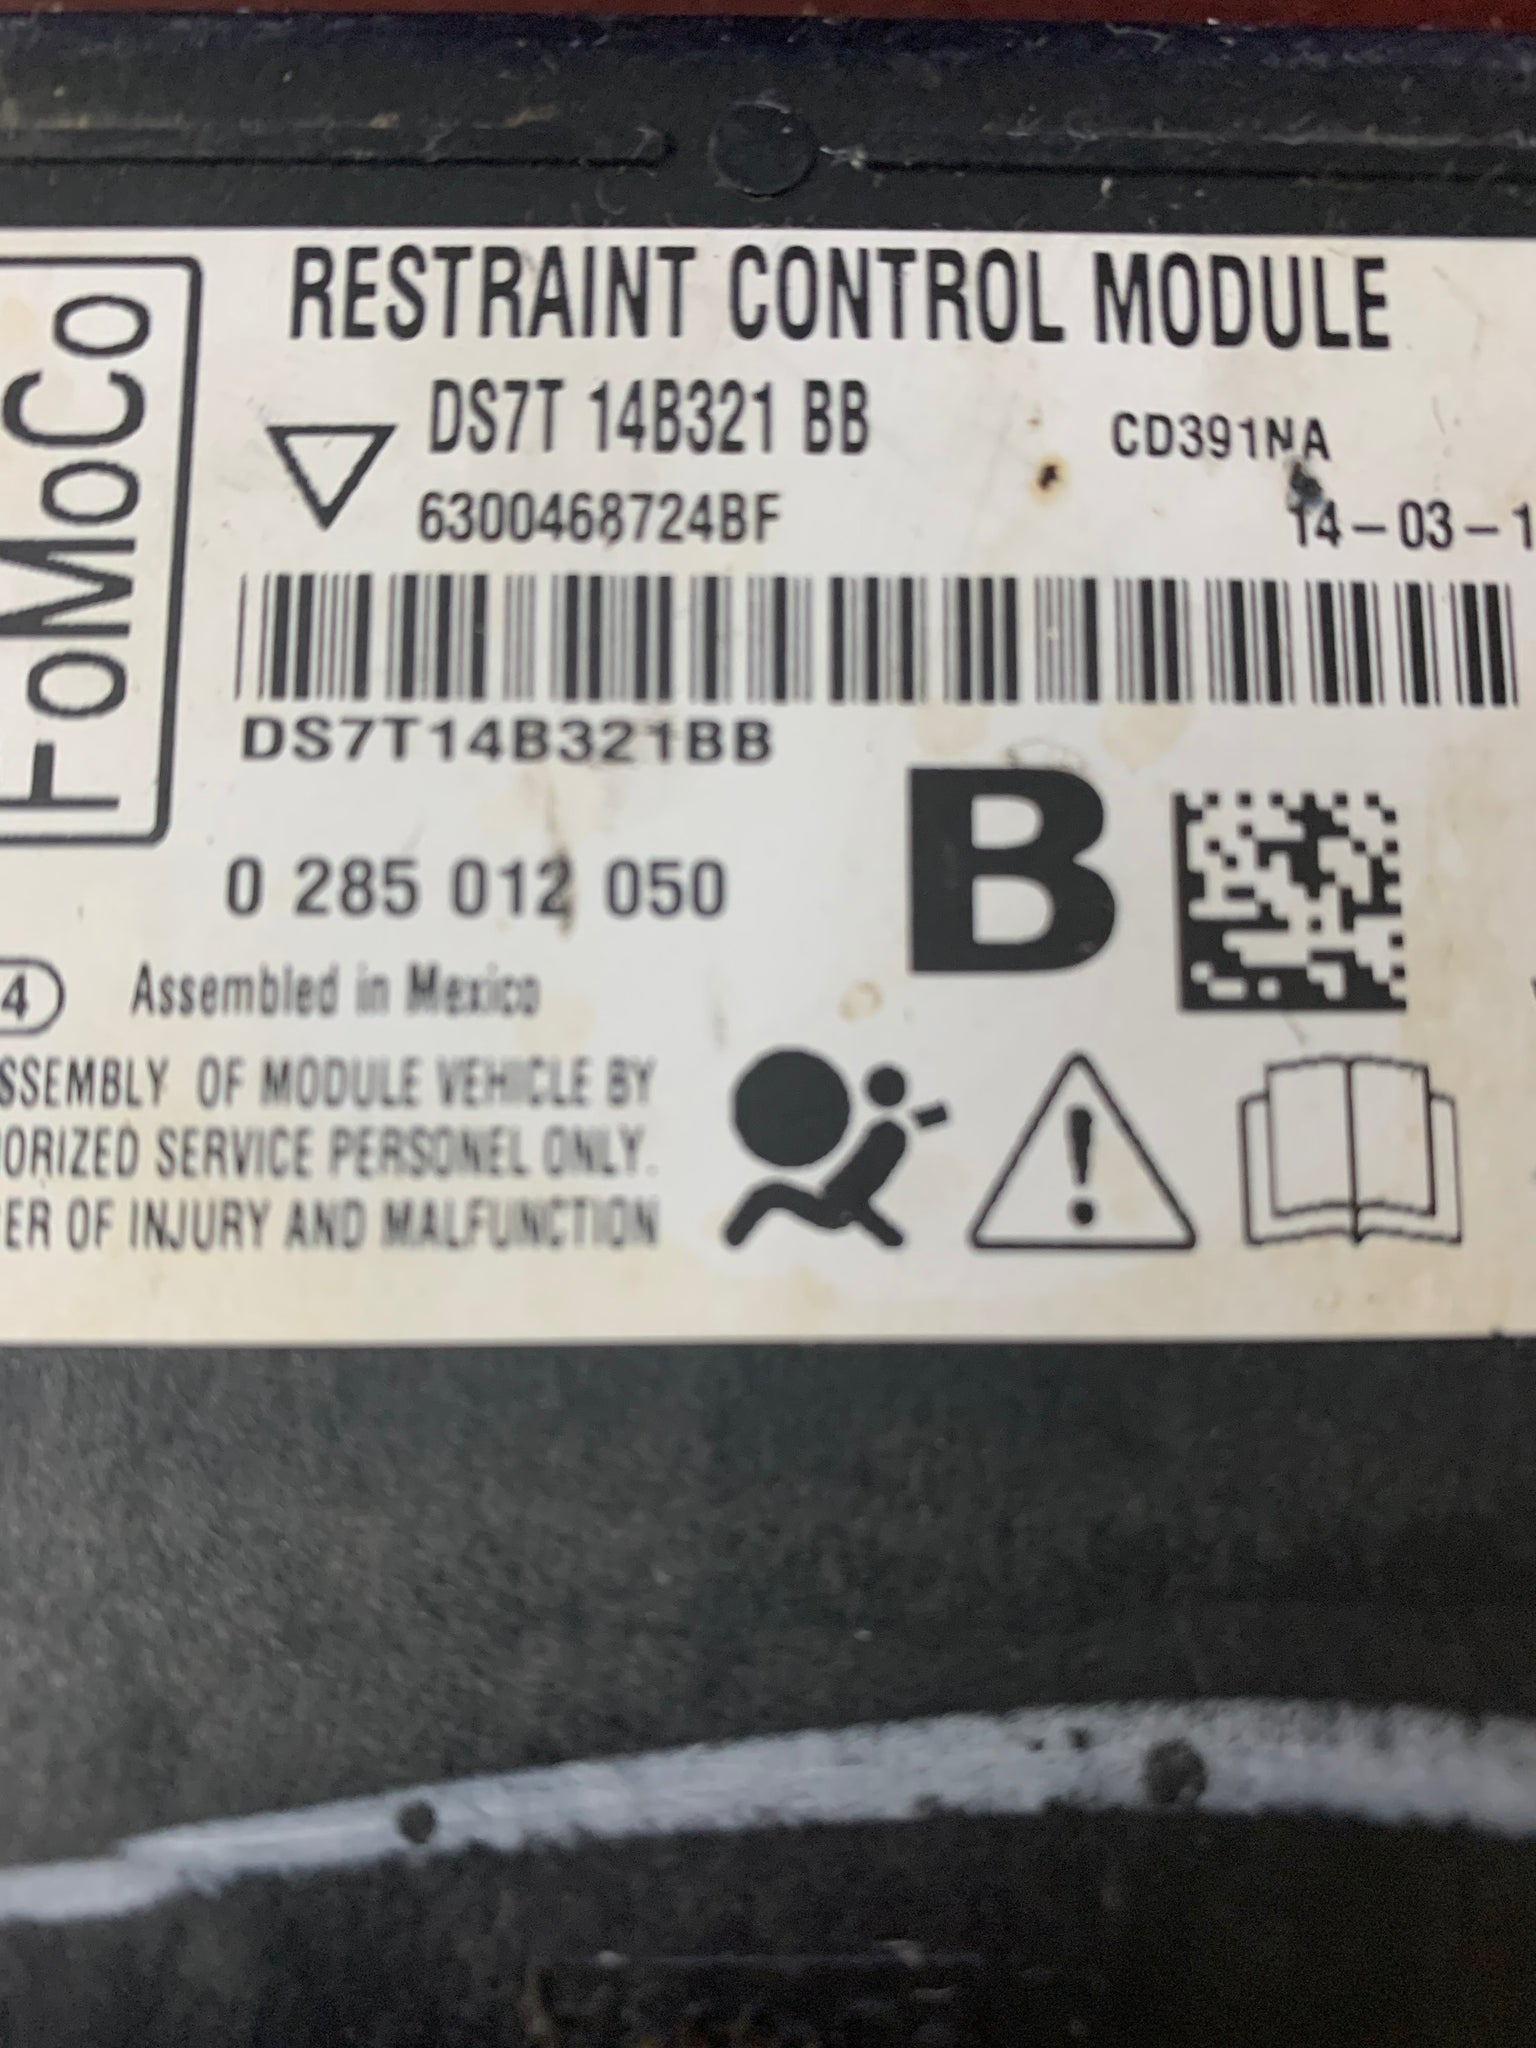 RESTRAINT CONTROL MODULE
FoMoCo
DS7T 14B321 BB
CD391NA
6300468724BF
14-03-1
DS7T14B321BB
B
0 285 012 050
4
Assembled in Mexico
SSEMBLY OF MODULE VEHICLE BY
ORIZED SERVICE PERSONEL ONLY.
ER OF INJURY AND MALFUNCTION